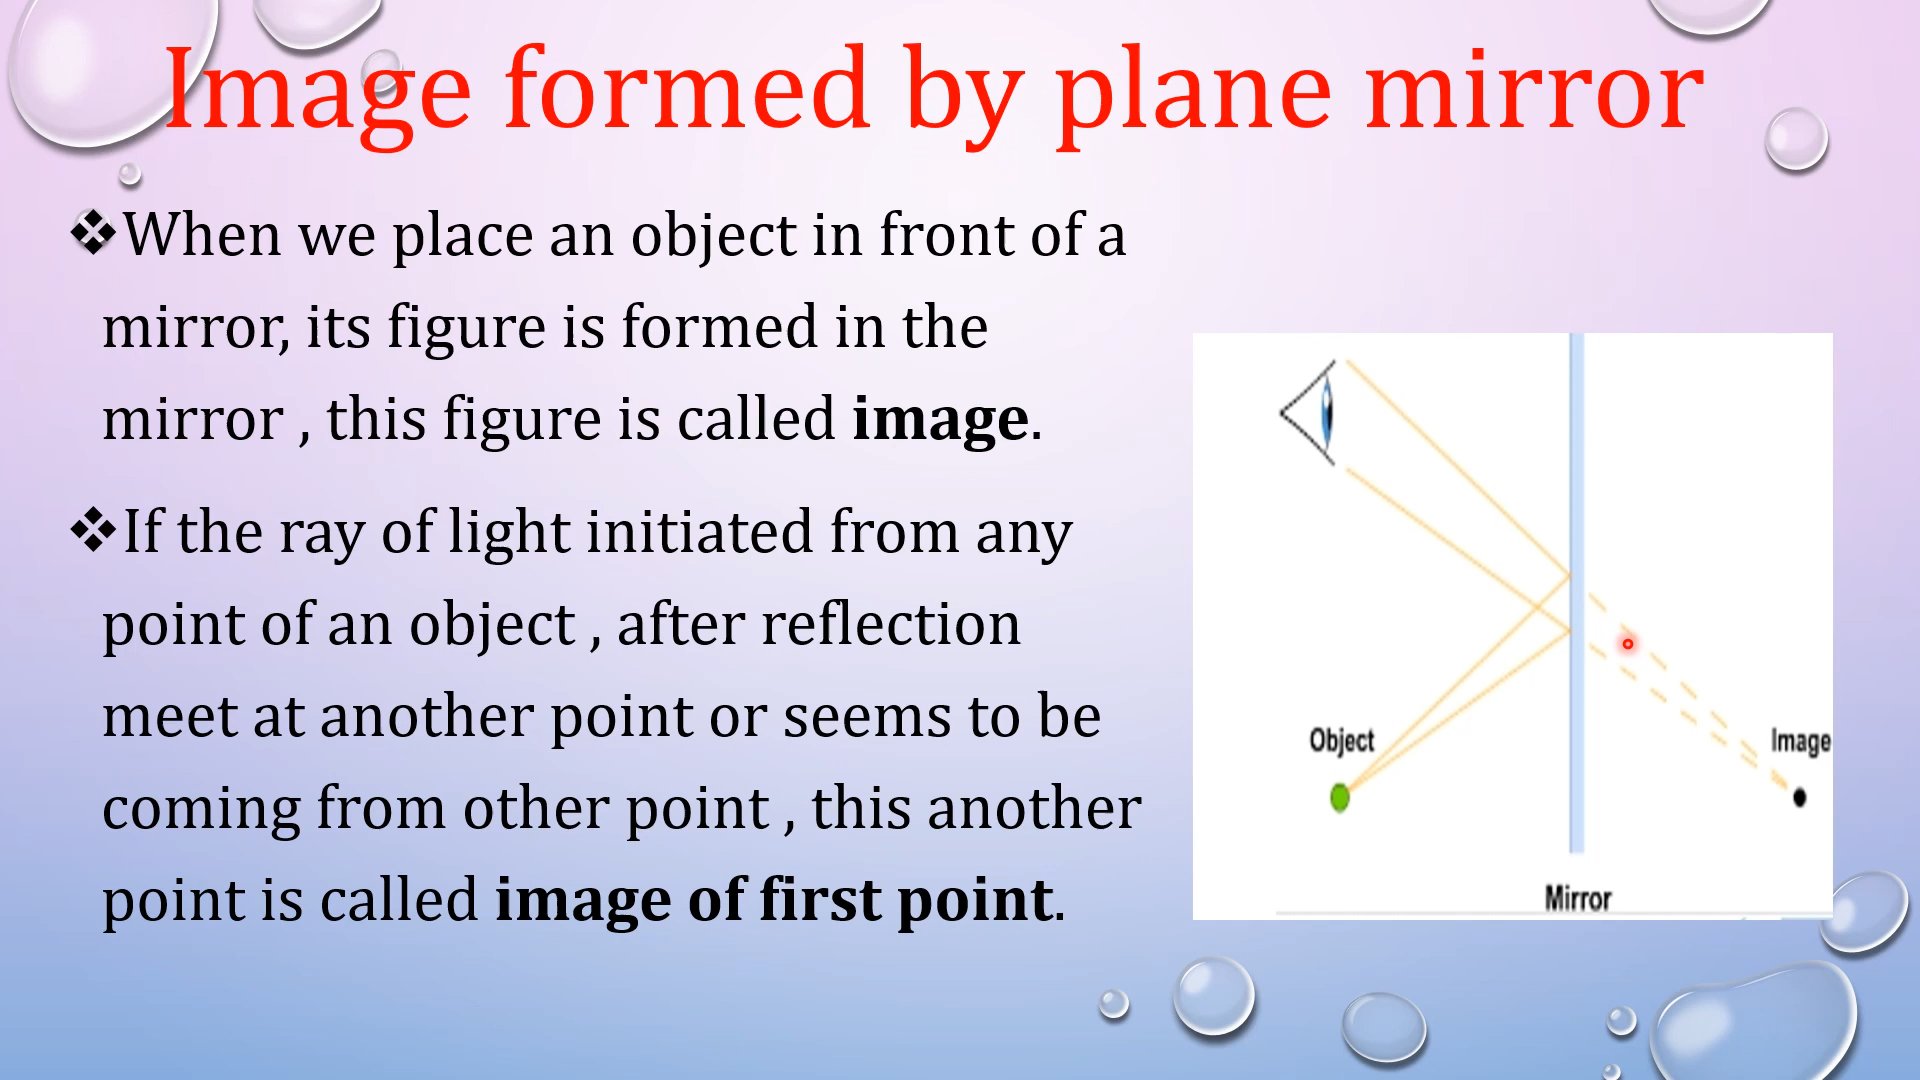 Image formed by plane mirror
❖When we place an object in front of a
mirror, its figure is formed in the
mirror , this figure is called image.
❖If the ray of light initiated from any
point of an object , after reflection
meet at another point or seems to be
coming from other point , this another
point is called image of first point.
Object
Image
Mirror